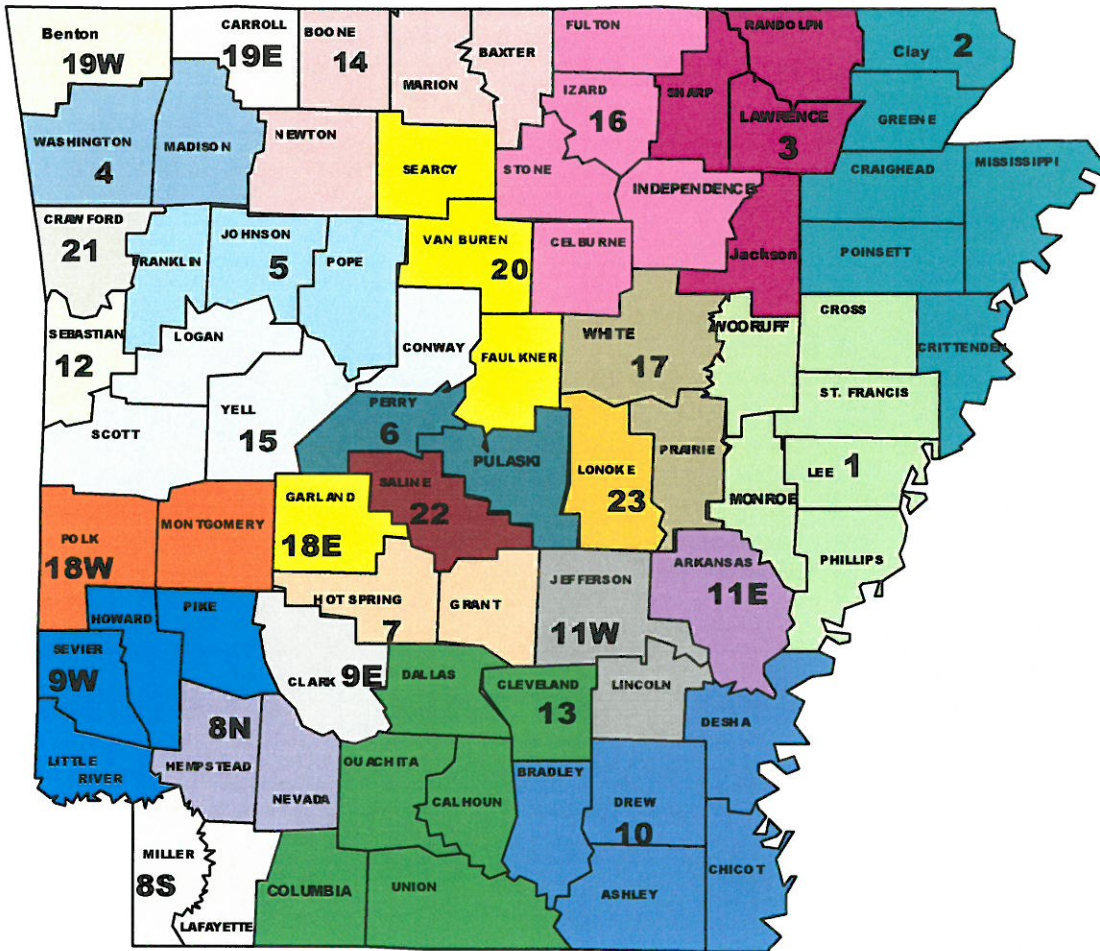 Benton
19W
CARROLL
19E
BOONE
14
MARION
BAXTER
FULTON
RANDOLPH
Clay 2
WASHINGTON
4
MADISON
NEWTON
SEARCY
IZARD
16
STONE
SHARP
LAWRENCE
3
GREENE
CRAIGHEAD
MISSISSIPPI
INDEPENDENCE
CRAWFORD
21
RANKLIN
JOHNSON
5
POPE
VAN BUREN
20
CELBURNE
Jackson
POINSETT
SEBASTIAN
12
LOGAN
CONWAY
FAULKNER
WHITE
17
WOORUFF
CROSS
CRITTENDEN
SCOTT
YELL
15
PERRY
6
PULASKI
LONOKE
23
PRAIRIE
ST. FRANCIS
LEE 1
MONROE
PHILLIPS
POLK
18W
MONTGOMERY
GARLAND
18E
SALINE
22
HOT SPRING
7
GRANT
JEFFERSON
11W
ARKANSAS
11E
HOWARD
PIKE
SEVIER
9W
CLARK 9E
DALLAS
CLEVELAND
13
LINCOLN
DESHA
LITTLE
RIVER
8N
HEMPSTEAD
NEVADA
OUACHITA
CALHOUN
BRADLEY
DREW
10
CHICOT
MILLER
8S
LAFAYETTE
COLUMBIA
UNION
ASHLEY